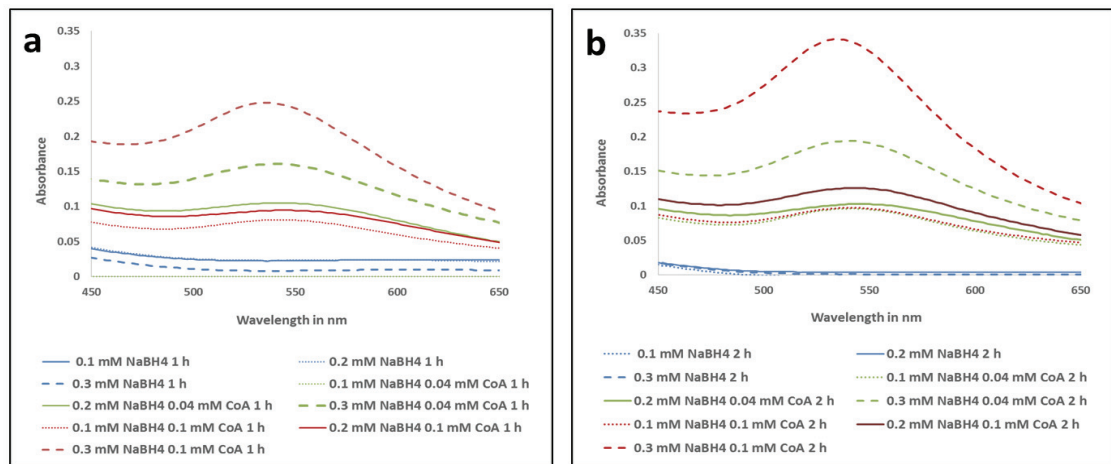 a
0.35
0.3
0.25
0.2
0.15
0.1
0.05
0
Absorbance
450 500 550 600 650
Wavelength in nm
0.1 mM NaBH4 1 h 0.2 mM NaBH4 1 h
0.3 mM NaBH4 1 h 0.1 mM NaBH4 0.04 mM CoA 1 h
0.2 mM NaBH4 0.04 mM CoA 1 h 0.3 mM NaBH4 0.04 mM CoA 1 h
0.1 mM NaBH4 0.1 mM CoA 1 h 0.2 mM NaBH4 0.1 mM CoA 1 h
0.3 mM NaBH4 0.1 mM CoA 1 h
b
0.35
0.3
0.25
0.2
0.15
0.1
0.05
0
Absorbance
450 500 550 600 650
Wavelength in nm
0.1 mM NaBH4 2 h 0.2 mM NaBH4 2 h
0.3 mM NaBH4 2 h 0.1 mM NaBH4 0.04 mM CoA 2 h
0.2 mM NaBH4 0.04 mM CoA 2 h 0.3 mM NaBH4 0.04 mM CoA 2 h
0.1 mM NaBH4 0.1 mM CoA 2 h 0.2 mM NaBH4 0.1 mM CoA 2 h
0.3 mM NaBH4 0.1 mM CoA 2 h